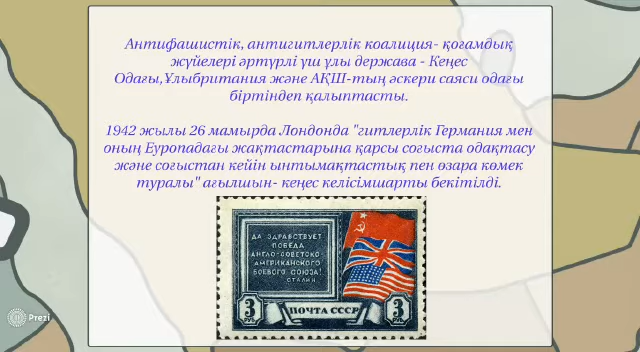 Антифашистік, антигитлерлік коалиция- қоғамдық
жүйелері әртүрлі үш ұлы держава - Кеңес
Одағы,Ұлыбритания және АҚШ-тың әскери саяси одағы
біртіндеп қалыптасты.
1942 жылы 26 мамырда Лондонда "гитлерлік Германия мен
оның Еуропадағы жақтастарына қарсы соғыста одақтасу
және соғыстан кейін ынтымақтастық пен өзара көмек
туралы" ағылшын- кеңес келісімшарты бекітілді.
ДА ЗДРАВСТВУЕТ
ПОБЕДА
АНГЛО-СОВЕТСКО-
АМЕРИКАНСКОГО
БОЕВОГО СОЮЗА!
СТАЛИН
3 РУБ. ПОЧТА СССР 3 РУБ.
Prezi